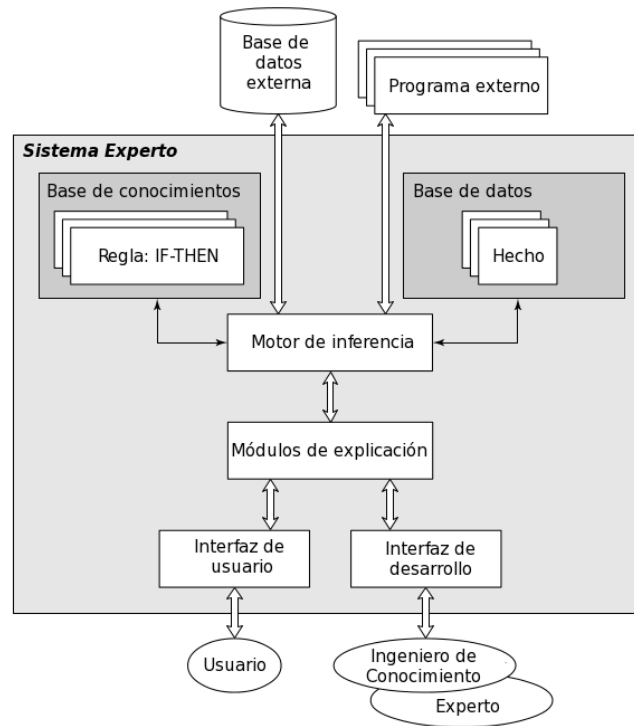 Base de
datos
externa
Programa externo
Sistema Experto
Base de conocimientos
Regla: IF-THEN
Base de datos
Hecho
Motor de inferencia
Módulos de explicación
Interfaz de
usuario
Interfaz de
desarrollo
Usuario
Ingeniero de
Conocimiento
Experto